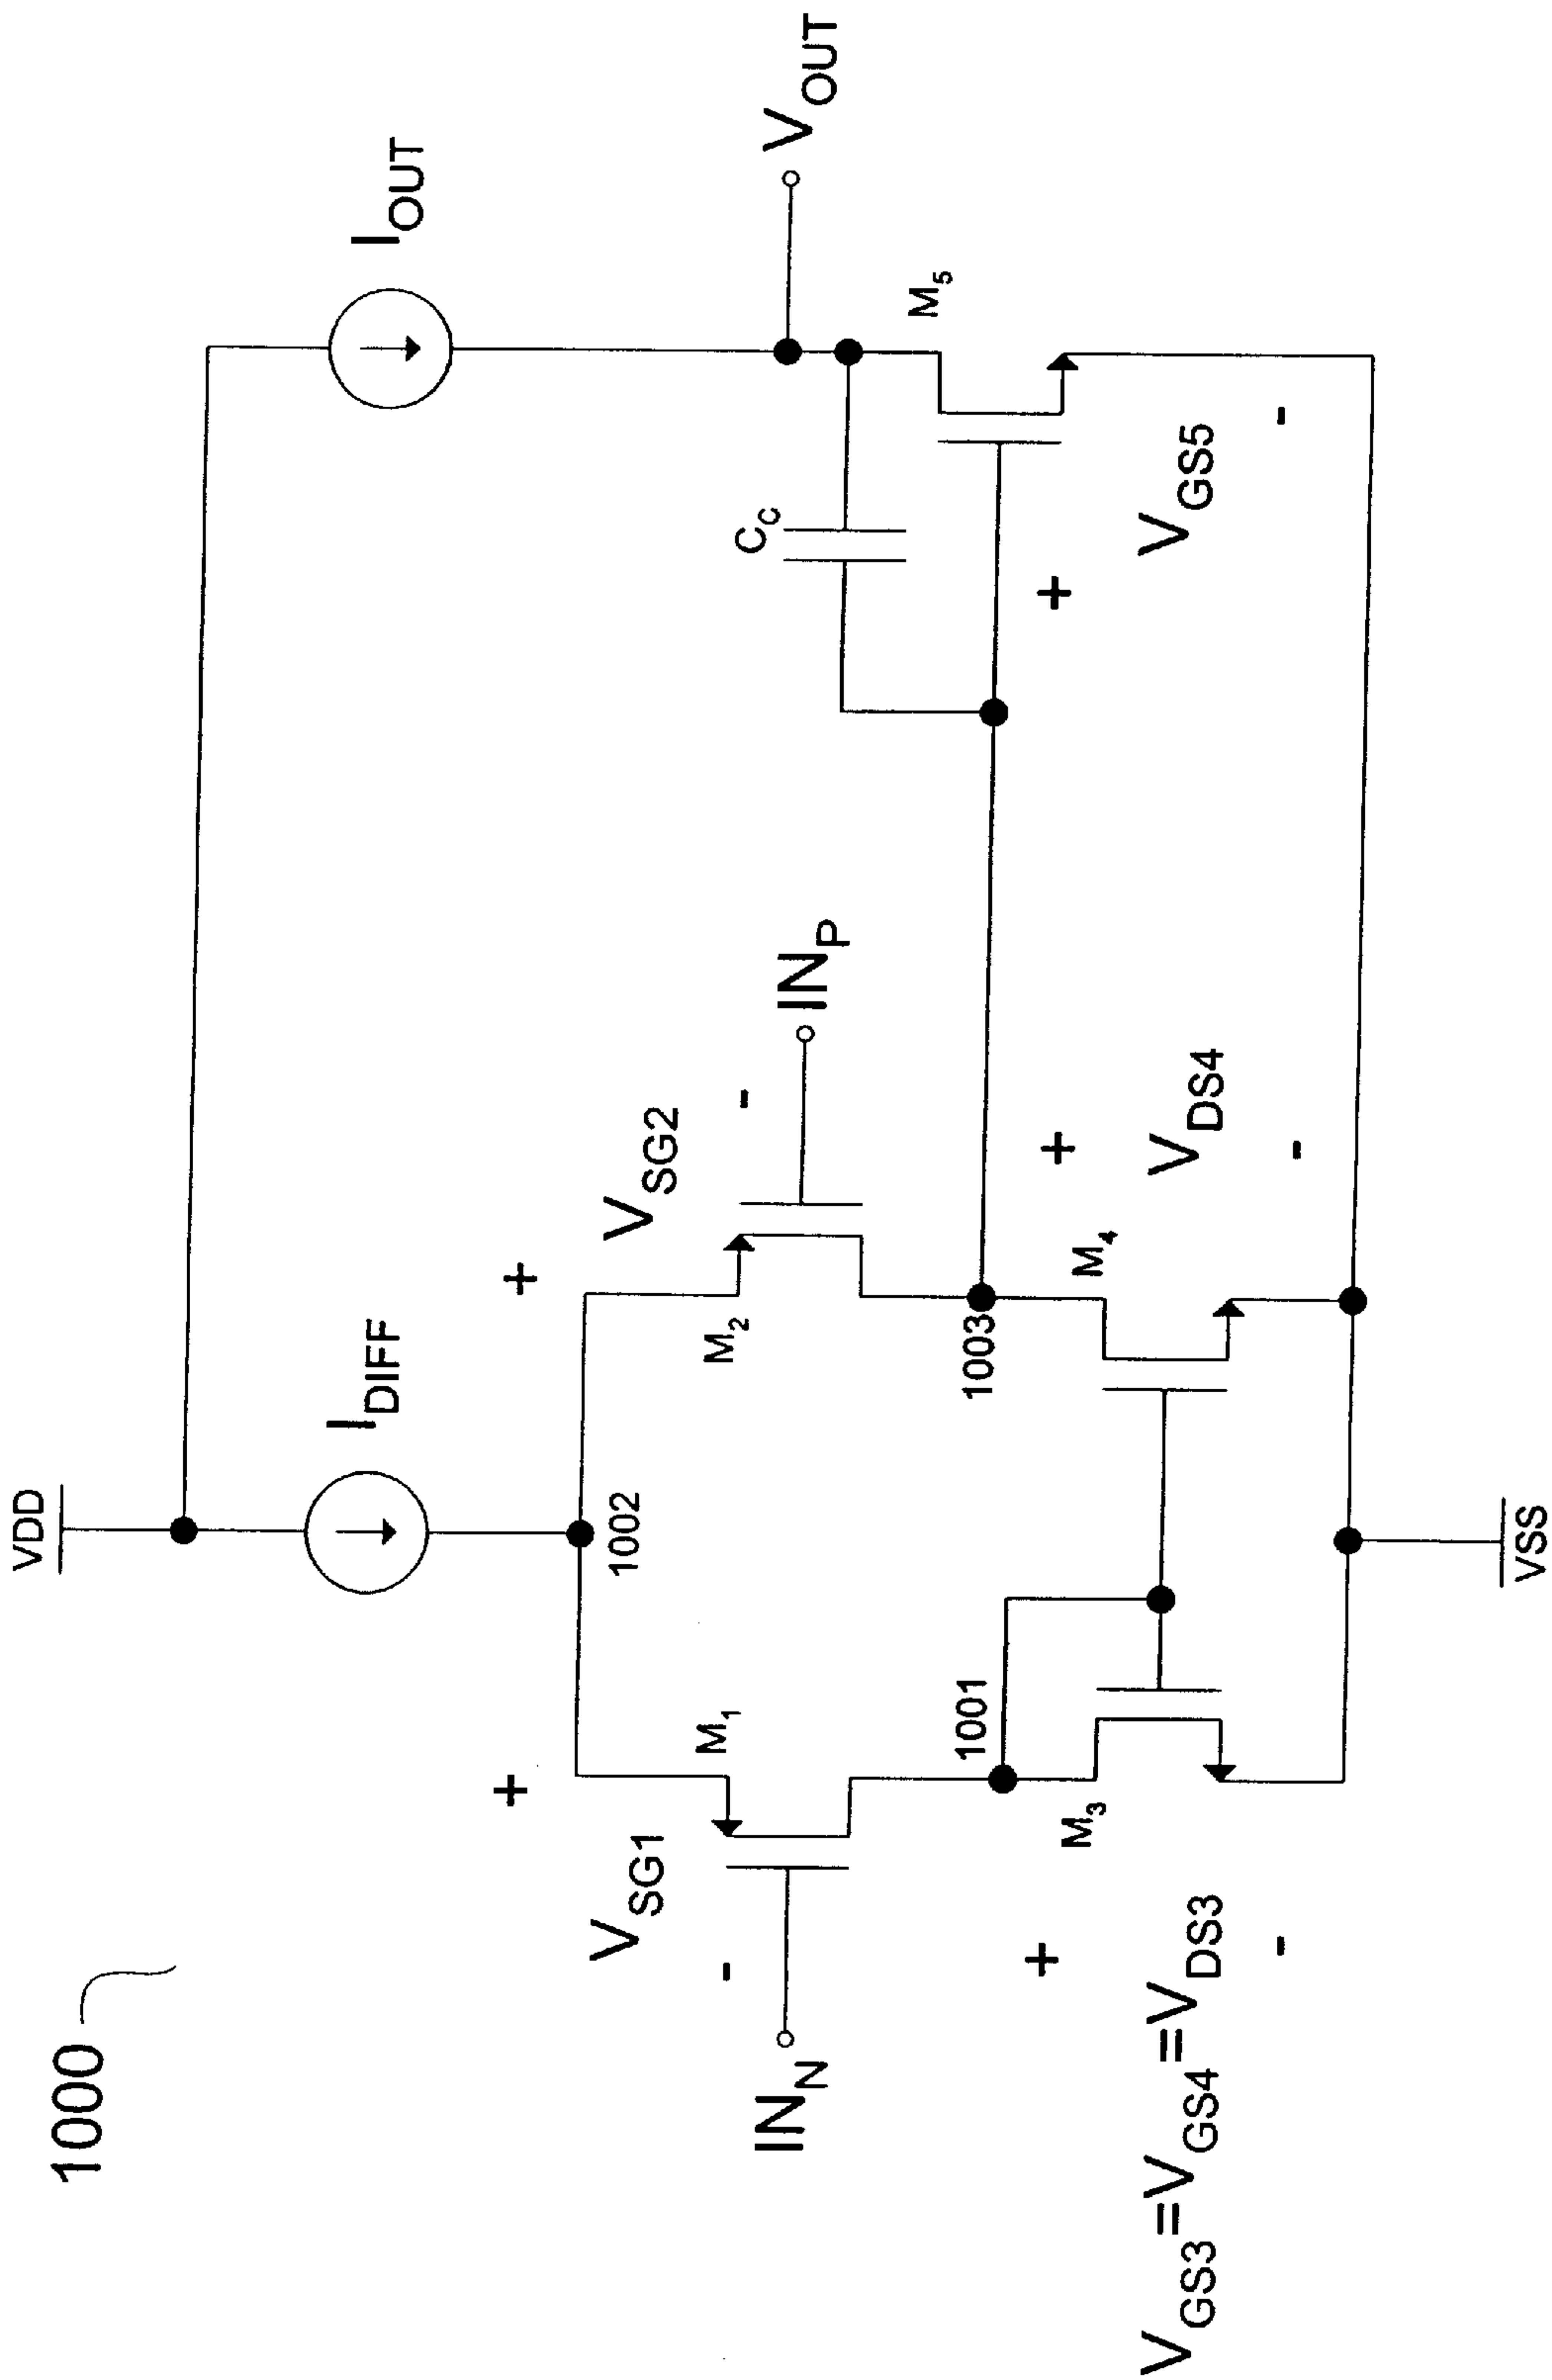 1000
VDD
I_DIFF
I_OUT
1002
+
+
V_SG1
V_SG2
-
-
M_1
M_2
IN_N
IN_P
C_C
V_OUT
1001
1003
M_5
M_3
M_4
+
+
+
V_GS3=V_GS4=V_DS3
V_DS4
V_GS5
-
-
-
VSS